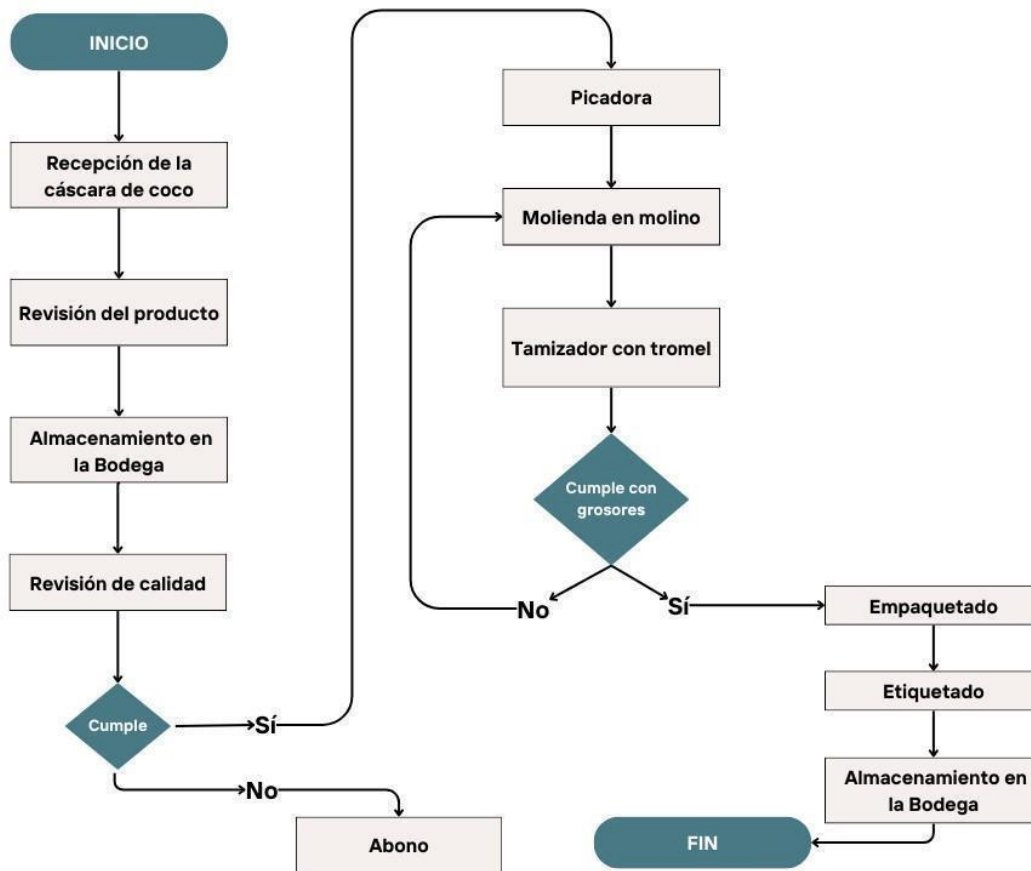 INICIO
Recepción de la
cáscara de coco
Revisión del producto
Almacenamiento en
la Bodega
Revisión de calidad
Cumple
Sí
No
Abono
Picadora
Molienda en molino
Tamizador con tromel
Cumple con
grosores
No
Sí
Empaquetado
Etiquetado
Almacenamiento en
la Bodega
FIN